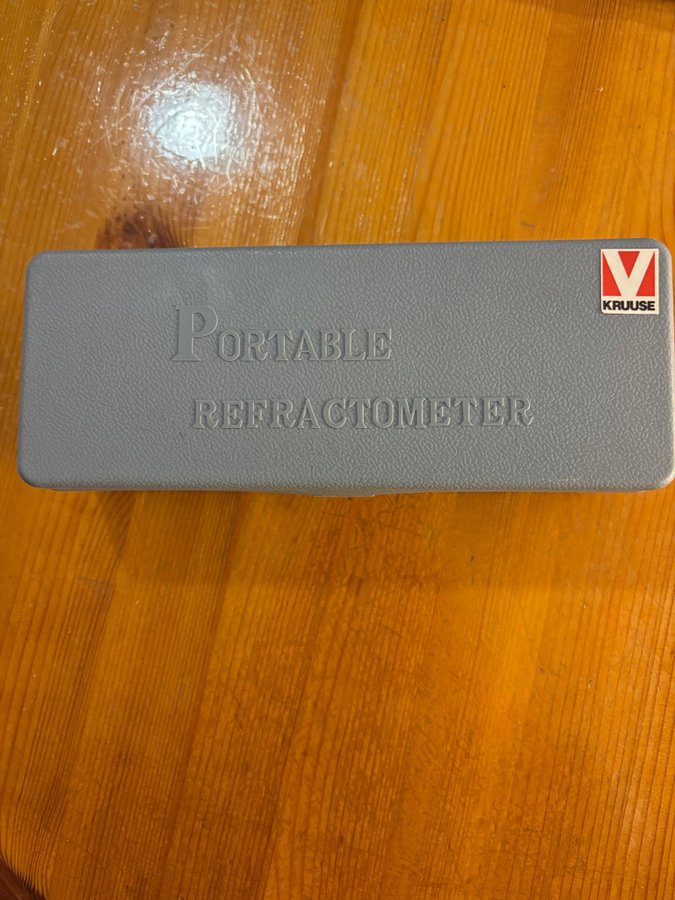 V
KRUUSE
PORTABLE
REFRACTOMETER